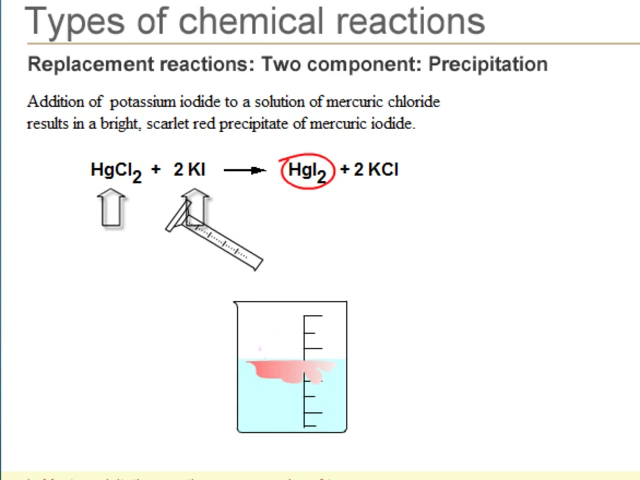 Types of chemical reactions
Replacement reactions: Two component: Precipitation
Addition of potassium iodide to a solution of mercuric chloride
results in a bright, scarlet red precipitate of mercuric iodide.
HgCl2 + 2 KI → HgI2 + 2 KCl